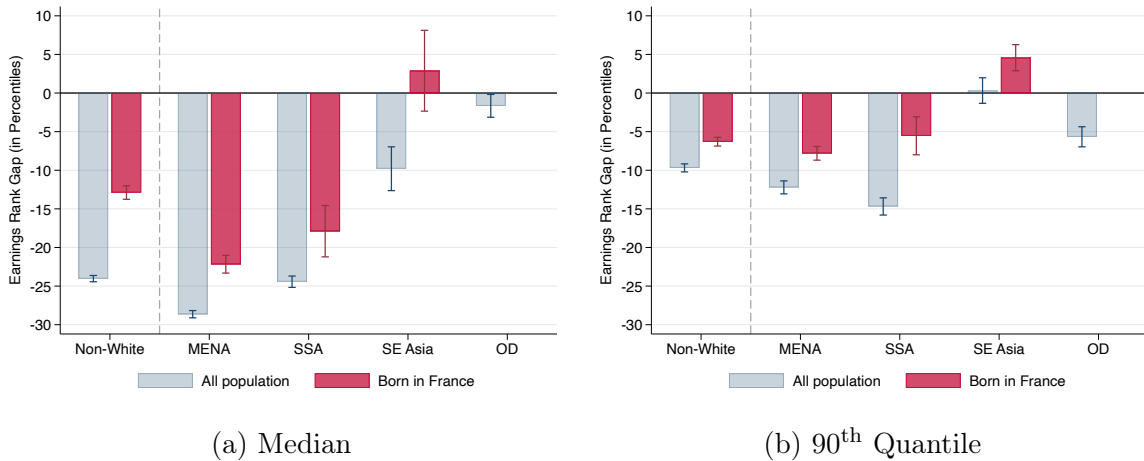 Earnings Rank Gap (in Percentiles)
10
5
0
-5
-10
-15
-20
-25
-30
Non-White MENA SSA SE Asia OD
All population Born in France
(a) Median
Earnings Rank Gap (in Percentiles)
10
5
0
-5
-10
-15
-20
-25
-30
Non-White MENA SSA SE Asia OD
All population Born in France
(b) 90th Quantile